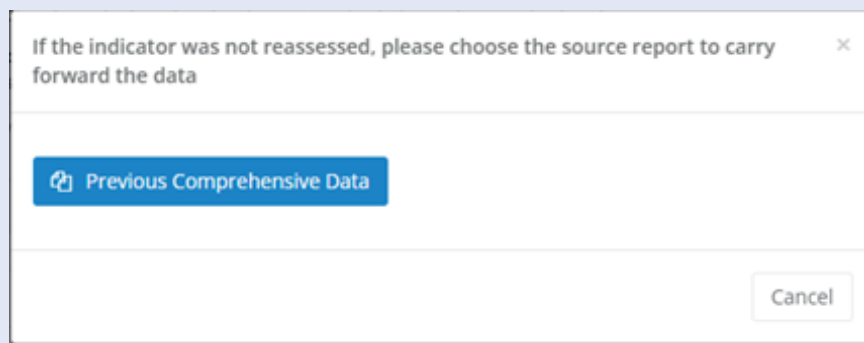 If the indicator was not reassessed, please choose the source report to carry
forward the data
×
Previous Comprehensive Data
Cancel